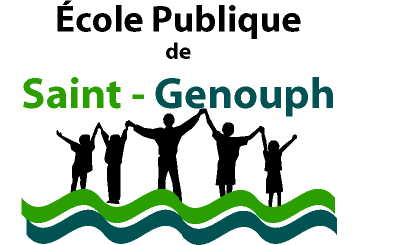 École Publique
de
Saint - Genouph